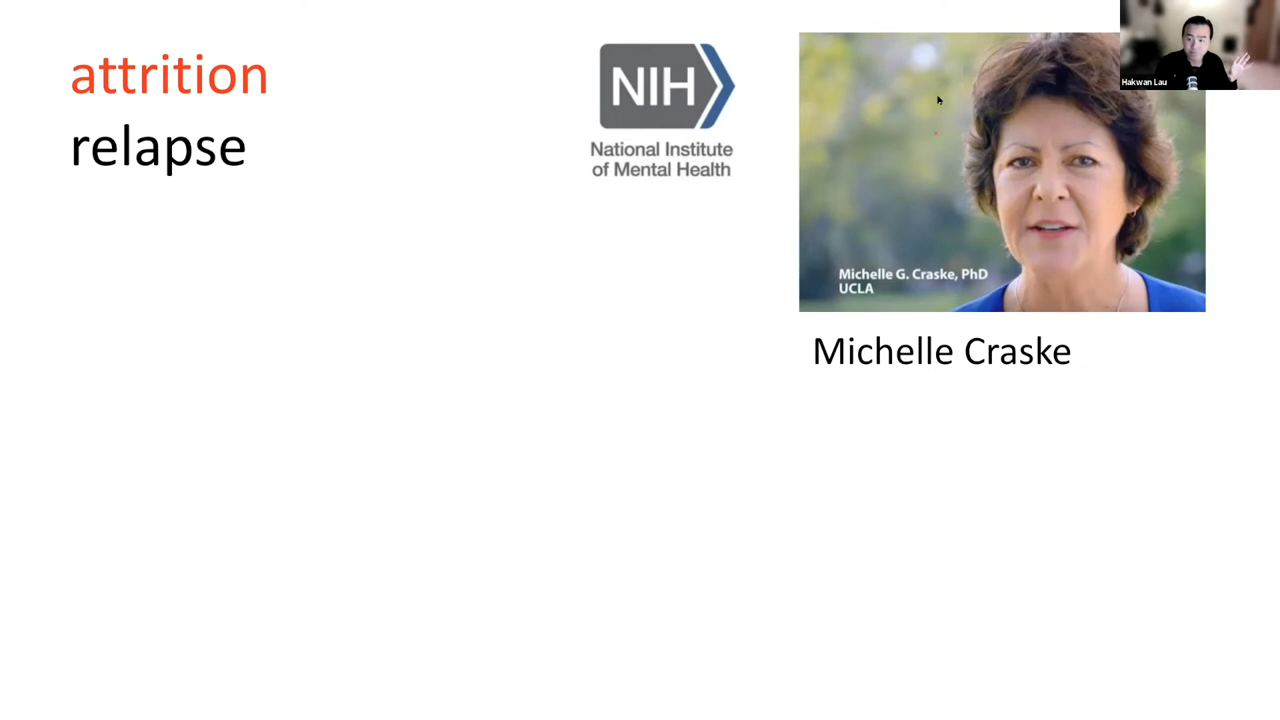 attrition
relapse
NIH
National Institute
of Mental Health
Michelle G. Craske, PhD
UCLA
Michelle Craske
Hakwan Lau